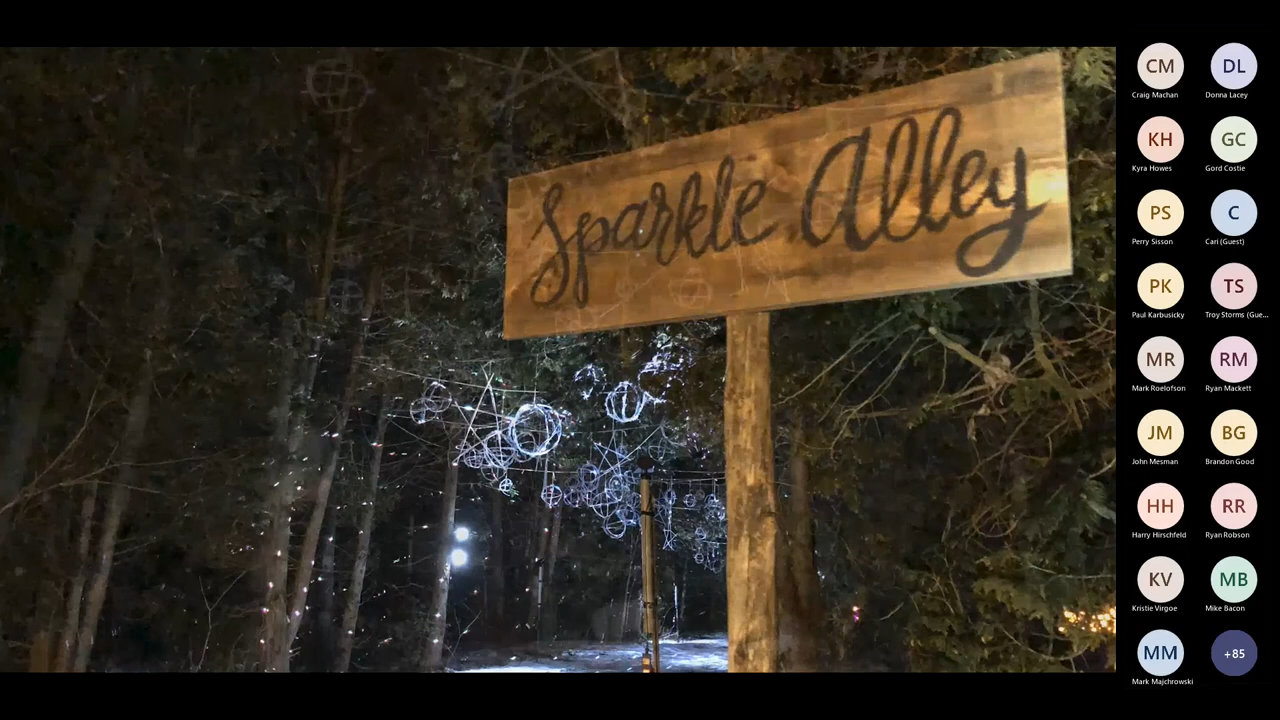 Sparkle Alley
CM
DL
Craig Machan
Donna Lacey
KH
GC
Kyra Howes
Gord Costie
PS
C
Perry Sisson
Cari (Guest)
PK
TS
Paul Karbusicky
Troy Storms (Gue...
MR
RM
Mark Roelofson
Ryan Mackett
JM
BG
John Mesman
Brandon Good
HH
RR
Harry Hirschfeld
Ryan Robson
KV
MB
Kristie Virgoe
Mike Bacon
MM
+85
Mark Majchrowski